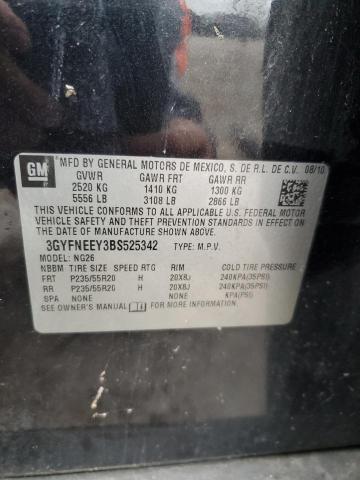 GM
MFD BY GENERAL MOTORS DE MEXICO, S. DE R.L. DE C.V. 08/10
GVWR GAWR FRT GAWR RR
2520 KG 1410 KG 1300 KG
5556 LB 3108 LB 2866 LB
THIS VEHICLE CONFORMS TO ALL APPLICABLE U.S. FEDERAL MOTOR
VEHICLE SAFETY AND THEFT PREVENTION STANDARDS IN EFFECT ON
THE DATE OF MANUFACTURE SHOWN ABOVE.
3GYFNEEY3BS525342 TYPE: M.P.V.
MODEL: NG26
NBBM TIRE SIZE SPEED RTG RIM COLD TIRE PRESSURE
FRT P235/55R20 H 20X8J 240KPA(35PSI)
RR P235/55R20 H 20X8J 240KPA(35PSI)
SPA NONE NONE KPA(PSI)
SEE OWNER'S MANUAL FOR MORE INFORMATION.